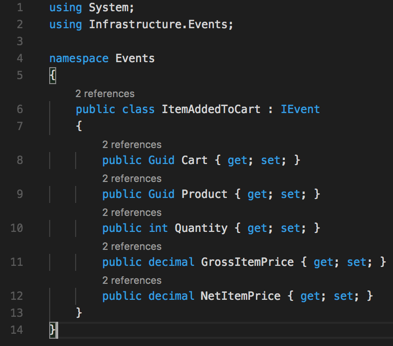 1 using System;
2 using Infrastructure.Events;
3
4 namespace Events
5 {
2 references
6 public class ItemAddedToCart : IEvent
7 {
2 references
8 public Guid Cart { get; set; }
2 references
9 public Guid Product { get; set; }
2 references
10 public int Quantity { get; set; }
2 references
11 public decimal GrossItemPrice { get; set; }
2 references
12 public decimal NetItemPrice { get; set; }
13 }
14 }